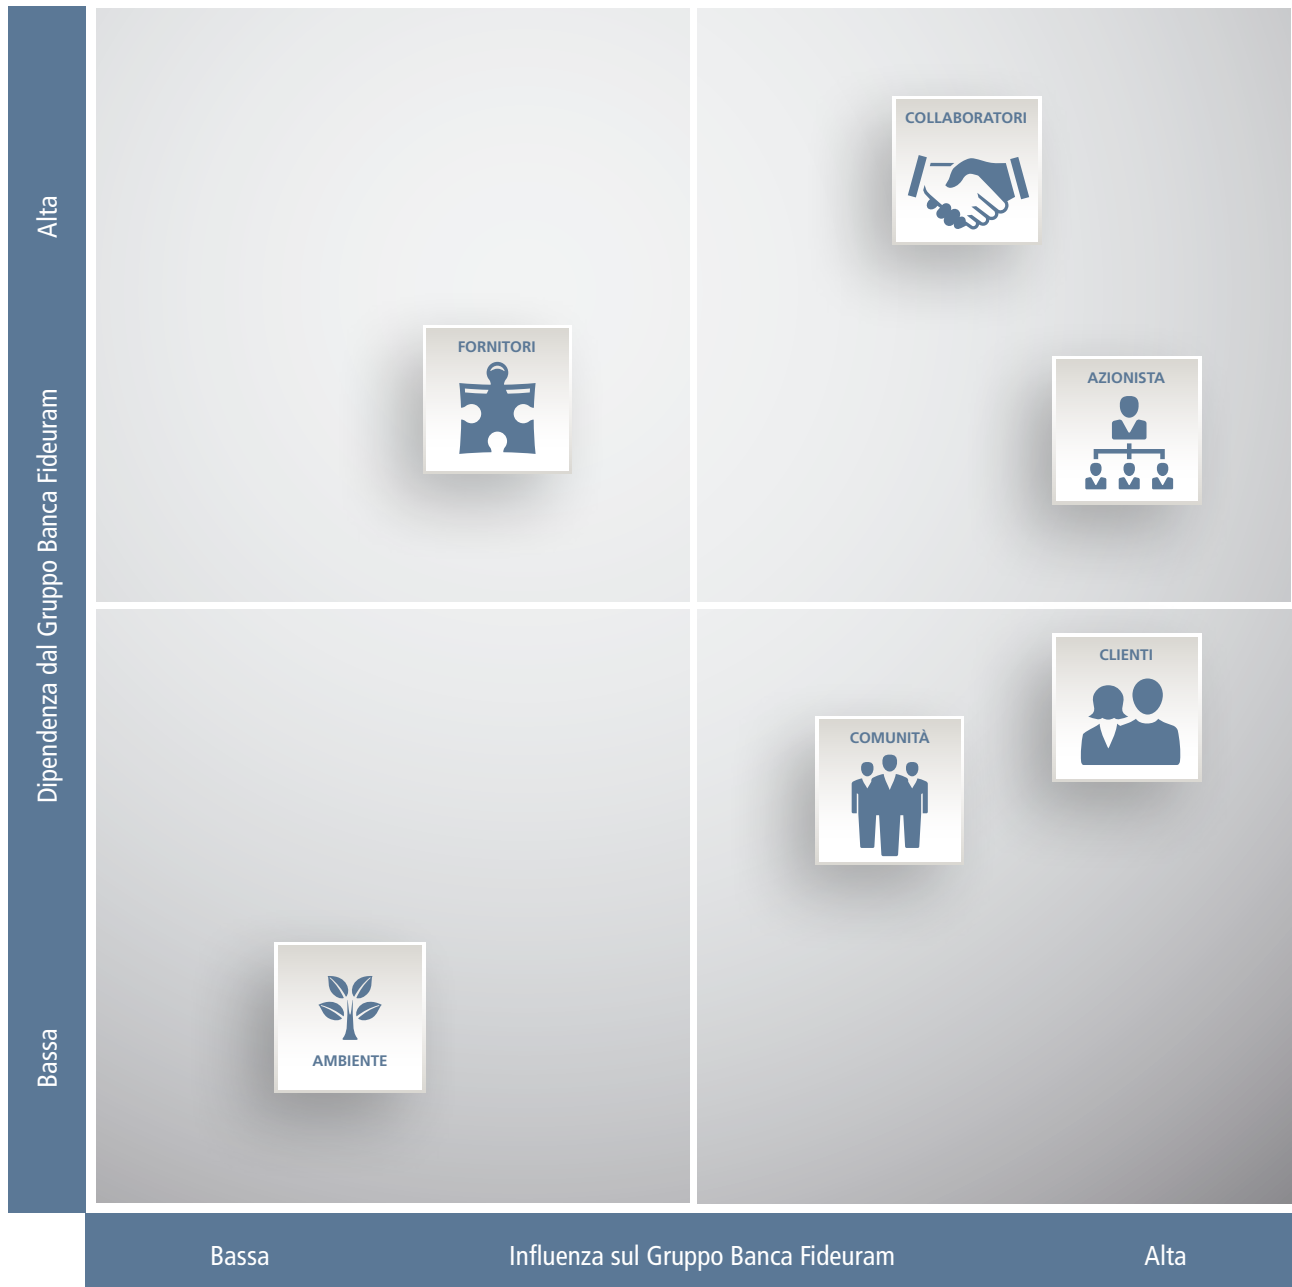 Alta
Dipendenza dal Gruppo Banca Fideuram
Bassa
COLLABORATORI
FORNITORI
AZIONISTA
CLIENTI
COMUNITÀ
AMBIENTE
Bassa
Influenza sul Gruppo Banca Fideuram
Alta